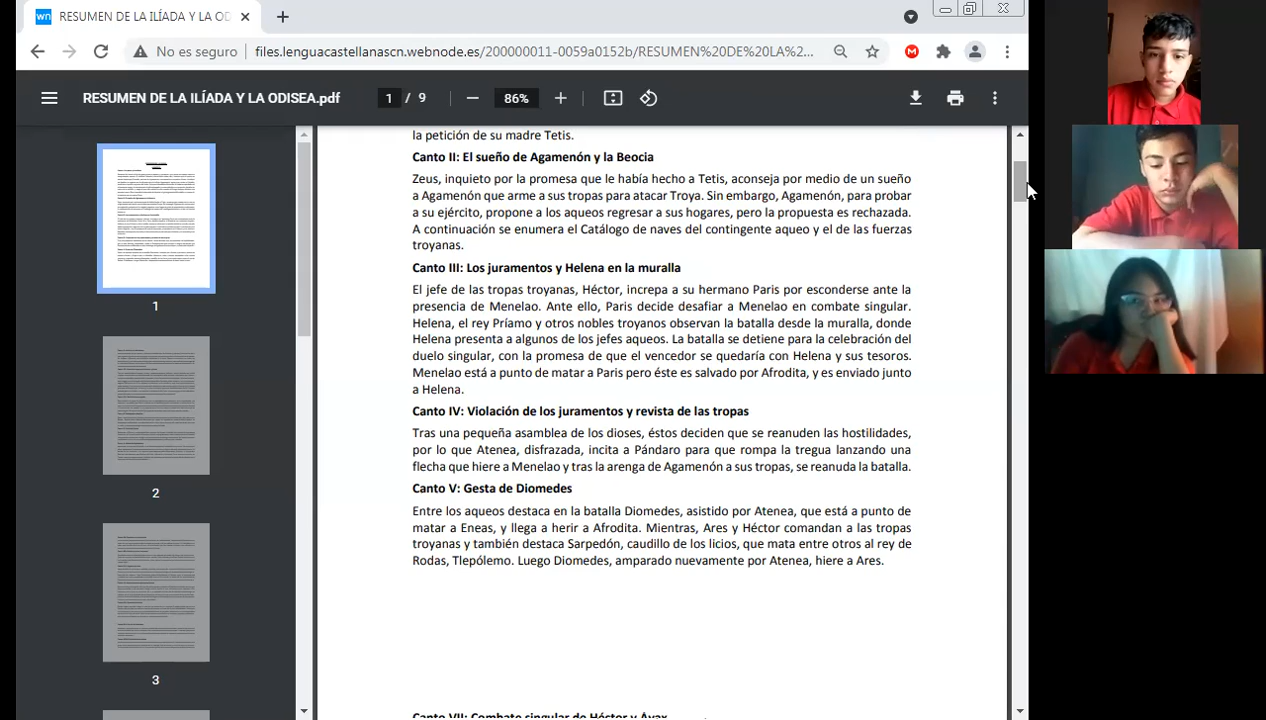 RESUMEN DE LA ILÍADA Y LA OD
No es seguro
files.lenguacastellanascn.webnode.es/200000011-0059a0152b/RESUMEN%20DE%20LA%2...
RESUMEN DE LA ILÍADA Y LA ODISEA.pdf
1 / 9
86%
1
2
3
la petición de su madre Tetis.
Canto II: El sueño de Agamenón y la Beocia
Zeus, inquieto por la promesa que le había hecho a Tetis, aconseja por medio de un sueño
a Agamenón que arme a sus tropas para atacar Troya. Sin embargo, Agamenón, para probar
a su ejército, propone a los aqueos regresar a sus hogares, pero la propuesta es rechazada.
A continuación se enumera el Catálogo de naves del contingente aqueo y el de las fuerzas
troyanas.
Canto III: Los juramentos y Helena en la muralla
El jefe de las tropas troyanas, Héctor, increpa a su hermano Paris por esconderse ante la
presencia de Menelao. Ante ello, Paris decide desafiar a Menelao en combate singular.
Helena, el rey Príamo y otros nobles troyanos observan la batalla desde la muralla, donde
Helena presenta a algunos de los jefes aqueos. La batalla se detiene para la celebración del
duelo singular, con la promesa de que el vencedor se quedaría con Helena y sus tesoros.
Menelao está a punto de matar a Paris pero éste es salvado por Afrodita, y es enviado junto
a Helena.
Canto IV: Violación de los juramentos y revista de las tropas
Tras una pequeña asamblea de los dioses, éstos deciden que se reanuden las hostilidades,
por lo que Atenea, disfrazada, incita a Pándaro para que rompa la tregua lanzando una
flecha que hiere a Menelao y tras la arenga de Agamenón a sus tropas, se reanuda la batalla.
Canto V: Gesta de Diomedes
Entre los aqueos destaca en la batalla Diomedes, asistido por Atenea, que está a punto de
matar a Eneas, y llega a herir a Afrodita. Mientras, Ares y Héctor comandan a las tropas
troyanas y también destaca Sarpedón, caudillo de los licios, que mata entre otros al rey de
Rodas, Tlepólemo. Luego Diomedes, amparado nuevamente por Atenea, hiere a Ares.
Canto VII: Combate singular de Héctor y Áyax